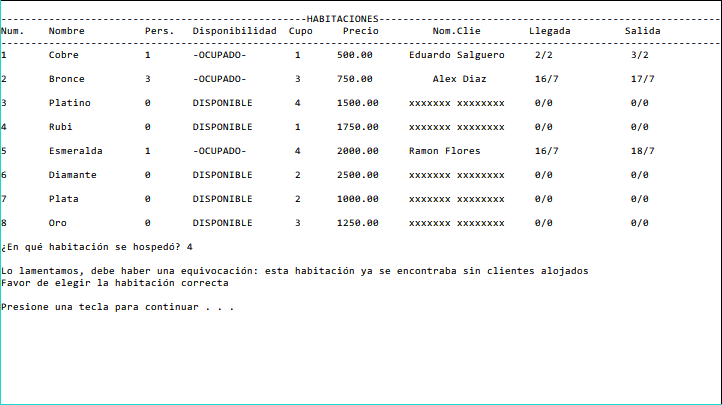 ---------------------------------------------------HABITACIONES---------------------------------------------------------
Num.    Nombre          Pers.   Disponibilidad  Cupo     Precio         Nom.Clie        Llegada         Salida
------------------------------------------------------------------------------------------------------------------------
1       Cobre           1       -OCUPADO-        1      500.00      Eduardo Salguero     2/2             3/2
2       Bronce          3       -OCUPADO-        3      750.00          Alex Diaz        16/7            17/7
3       Platino         0       DISPONIBLE       4      1500.00     xxxxxxx xxxxxxxx     0/0             0/0
4       Rubi            0       DISPONIBLE       1      1750.00     xxxxxxx xxxxxxxx     0/0             0/0
5       Esmeralda       1       -OCUPADO-        4      2000.00     Ramon Flores         16/7            18/7
6       Diamante        0       DISPONIBLE       2      2500.00     xxxxxxx xxxxxxxx     0/0             0/0
7       Plata           0       DISPONIBLE       2      1000.00     xxxxxxx xxxxxxxx     0/0             0/0
8       Oro             0       DISPONIBLE       3      1250.00     xxxxxxx xxxxxxxx     0/0             0/0
¿En qué habitación se hospedó? 4
Lo lamentamos, debe haber una equivocación: esta habitación ya se encontraba sin clientes alojados
Favor de elegir la habitación correcta
Presione una tecla para continuar . . .